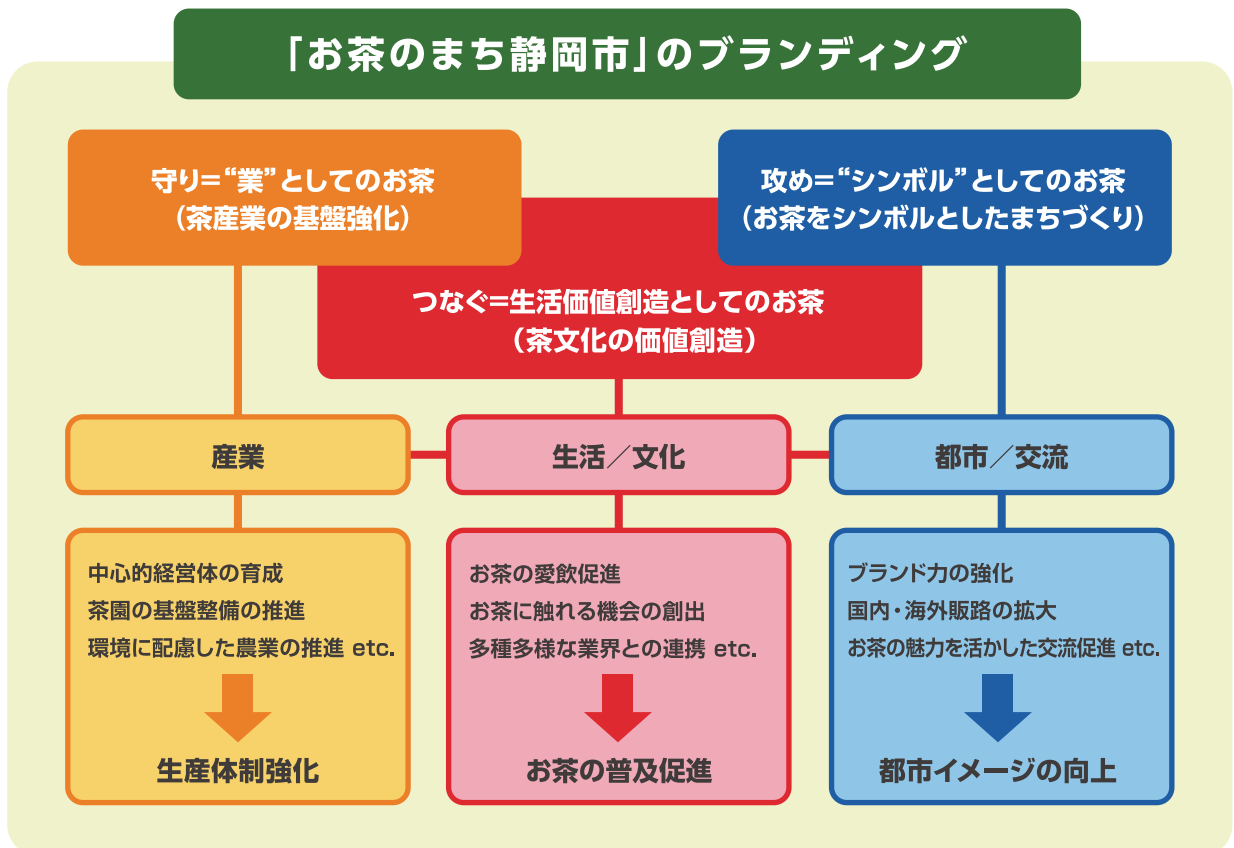 「お茶のまち静岡市」のブランディング
守り=“業”としてのお茶
(茶産業の基盤強化)
攻め=“シンボル”としてのお茶
(お茶をシンボルとしたまちづくり)
つなぐ=生活価値創造としてのお茶
(茶文化の価値創造)
産業
生活/文化
都市/交流
中心的経営体の育成
茶園の基盤整備の推進
環境に配慮した農業の推進 etc.
生産体制強化
お茶の愛飲促進
お茶に触れる機会の創出
多種多様な業界との連携 etc.
お茶の普及促進
ブランド力の強化
国内・海外販路の拡大
お茶の魅力を活かした交流促進 etc.
都市イメージの向上